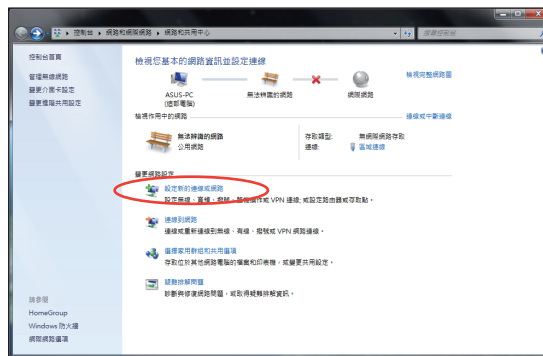 控制台 ▸ 網路和網際網路 ▸ 網路和共用中心
搜尋控制台
控制台首頁
管理無線網路
變更介面卡設定
變更進階共用設定
檢視您基本的網路資訊並設定連線
檢視完整網路圖
ASUS-PC
(這部電腦)
無法辨識的網路
網際網路
檢視作用中的網路
連線或中斷連線
無法辨識的網路
公用網路
存取類型:
無網際網路存取
連線:
區域連線
變更網路設定
設定新的連線或網路
設定無線、寬頻、撥號、臨機操作或 VPN 連線; 或設定路由器或存取點。
連線到網路
連線或重新連線到無線、有線、撥號或 VPN 網路連線。
選擇家用群組和共用選項
存取位於其他網路電腦的檔案和印表機，或變更共用設定。
疑難排解問題
診斷與修復網路問題，或取得疑難排解資訊。
請參閱
HomeGroup
Windows 防火牆
網際網路選項